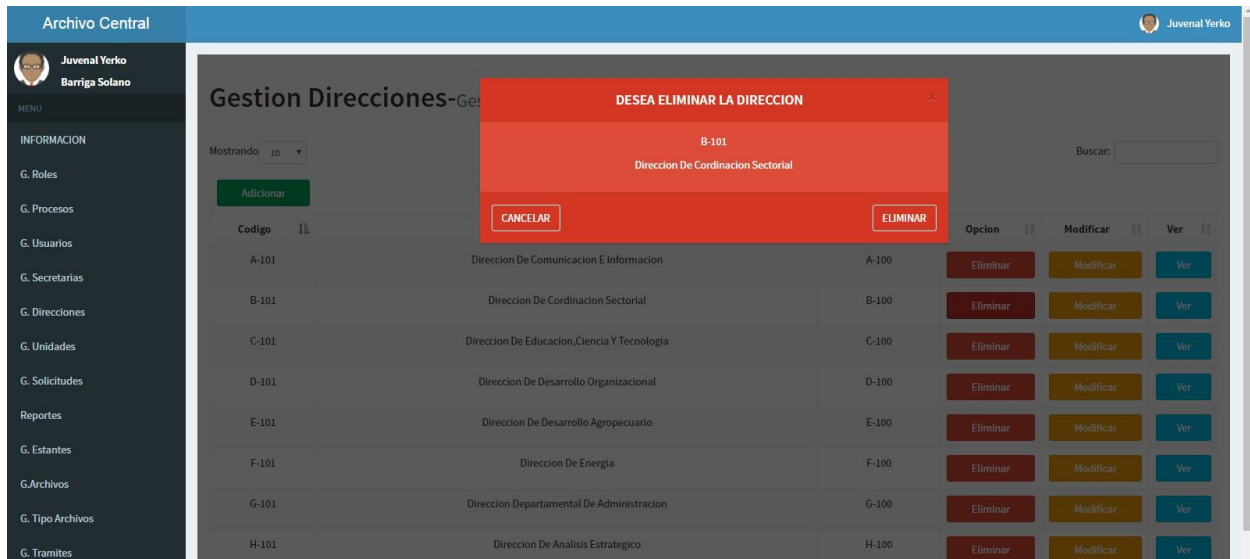 Archivo Central
Juvenal Yerko
Juvenal Yerko
Barriga Solano
MENU
INFORMACION
G. Roles
G. Procesos
G. Usuarios
G. Secretarias
G. Direcciones
G. Unidades
G. Solicitudes
Reportes
G. Estantes
G.Archivos
G. Tipo Archivos
G. Tramites
Gestion Direcciones-Ges
DESEA ELIMINAR LA DIRECCION ×
B-101
Direccion De Cordinacion Sectorial
CANCELAR ELIMINAR
Mostrando 10
Buscar:
Adicionar
Codigo Opcion Modificar Ver
A-101 Direccion De Comunicacion E Informacion A-100 Eliminar Modificar Ver
B-101 Direccion De Cordinacion Sectorial B-100 Eliminar Modificar Ver
C-101 Direccion De Educacion,Ciencia Y Tecnologia C-100 Eliminar Modificar Ver
D-101 Direccion De Desarrollo Organizacional D-100 Eliminar Modificar Ver
E-101 Direccion De Desarrollo Agropecuario E-100 Eliminar Modificar Ver
F-101 Direccion De Energia F-100 Eliminar Modificar Ver
G-101 Direccion Departamental De Administracion G-100 Eliminar Modificar Ver
H-101 Direccion De Analisis Estrategico H-100 Eliminar Modificar Ver